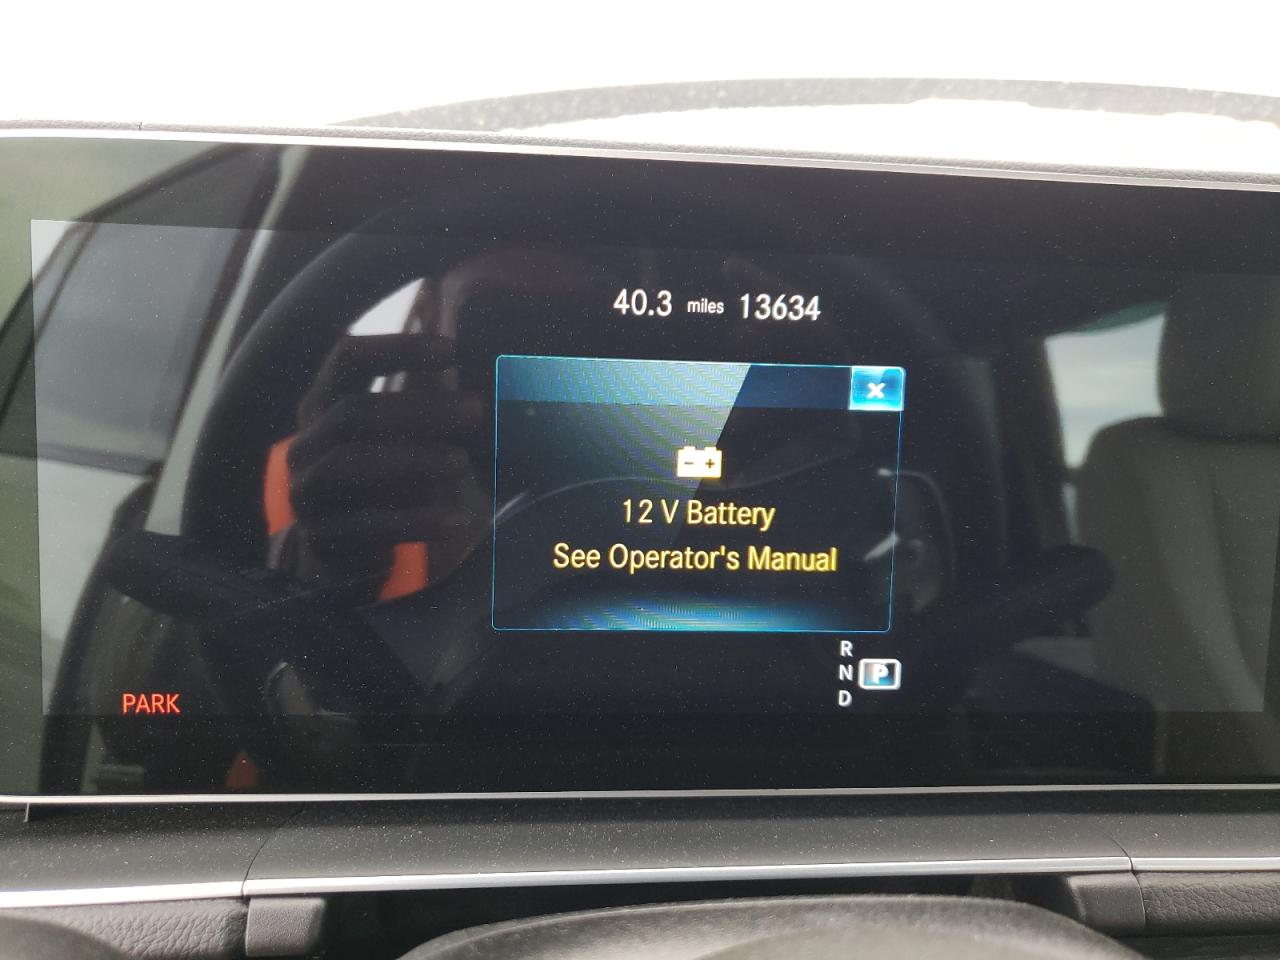 40.3 miles 13634
x
- +
12 V Battery
See Operator's Manual
R
N P
D
PARK